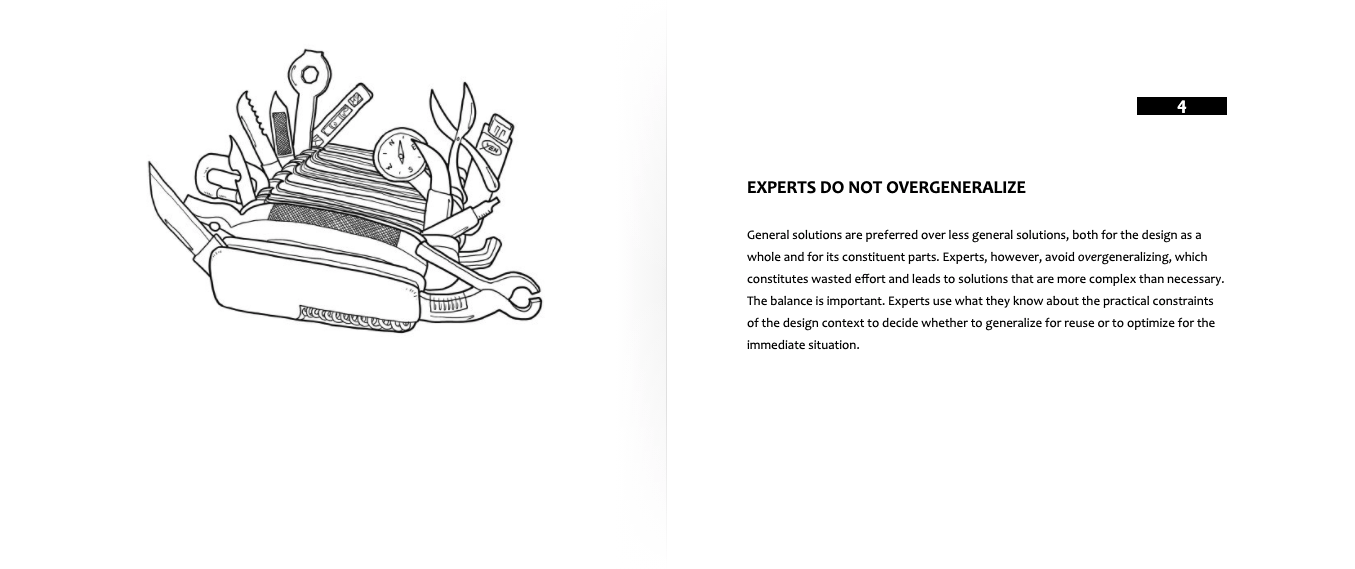 4
EXPERTS DO NOT OVERGENERALIZE
General solutions are preferred over less general solutions, both for the design as a
whole and for its constituent parts. Experts, however, avoid overgeneralizing, which
constitutes wasted effort and leads to solutions that are more complex than necessary.
The balance is important. Experts use what they know about the practical constraints
of the design context to decide whether to generalize for reuse or to optimize for the
immediate situation.